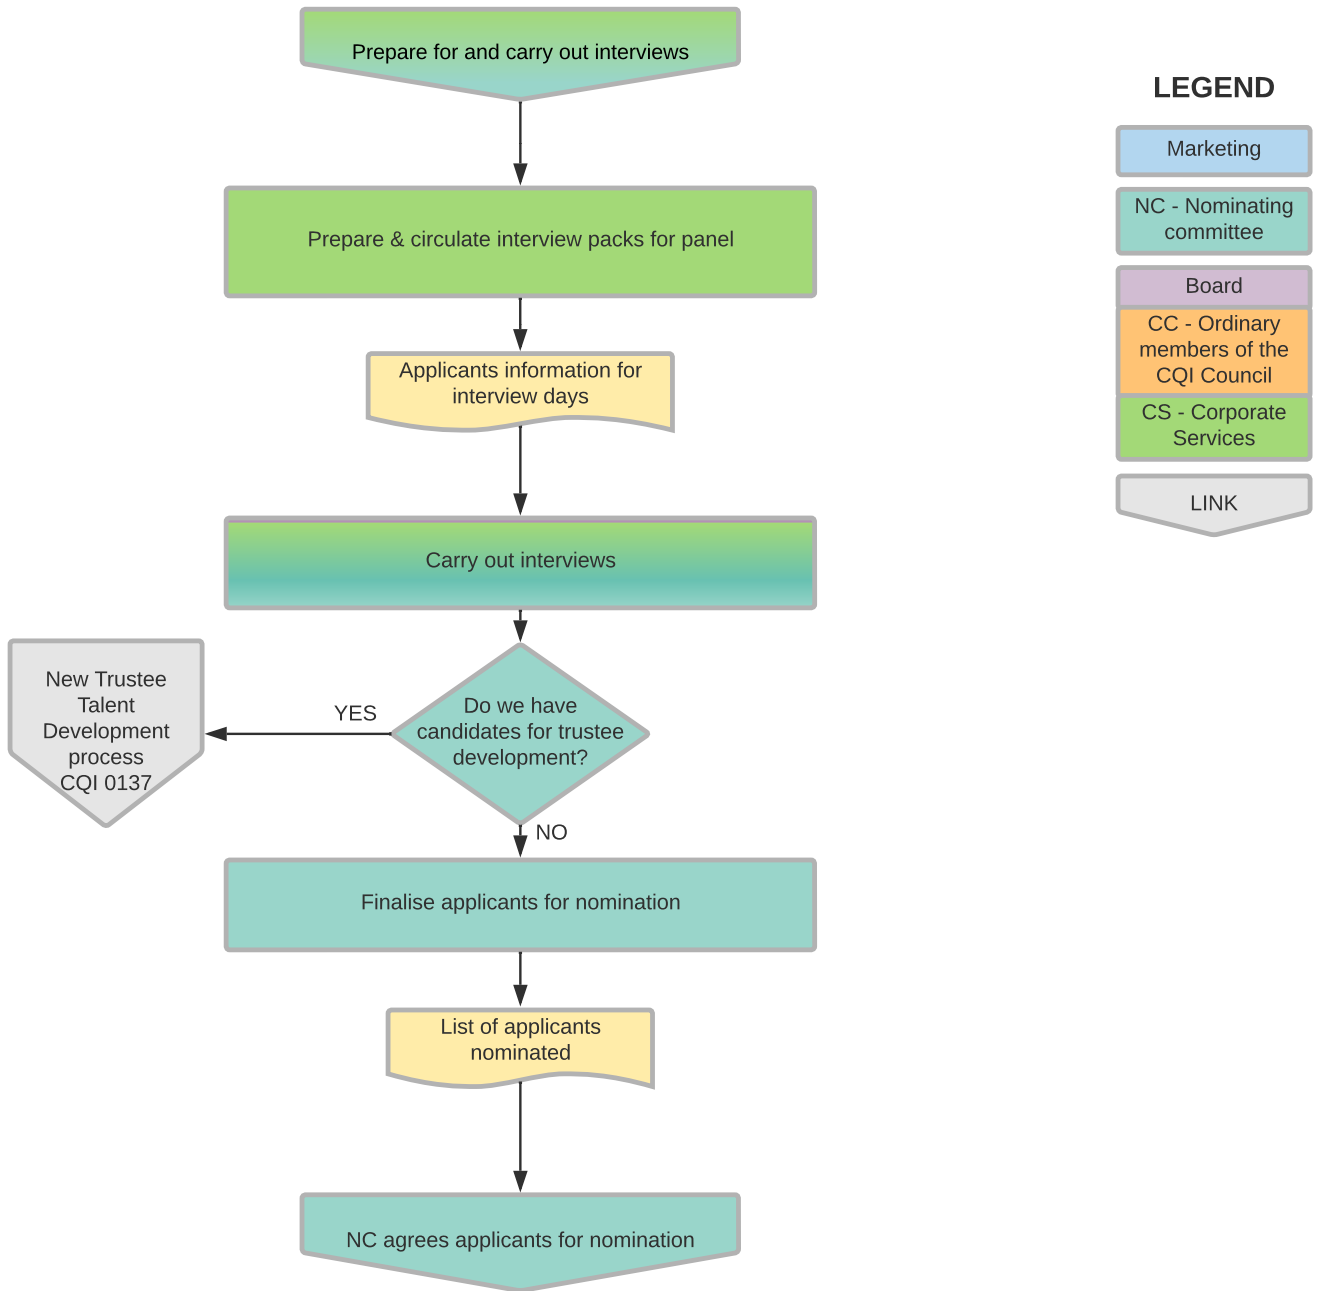 Prepare for and carry out interviews
Prepare & circulate interview packs for panel
Applicants information for
interview days
Carry out interviews
Do we have
candidates for trustee
development?
YES
New Trustee
Talent
Development
process
CQI 0137
NO
Finalise applicants for nomination
List of applicants
nominated
NC agrees applicants for nomination
LEGEND
Marketing
NC - Nominating
committee
Board
CC - Ordinary
members of the
CQI Council
CS - Corporate
Services
LINK